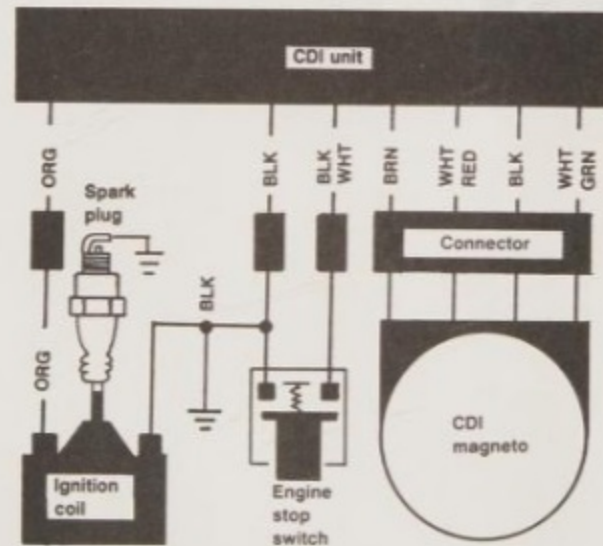 CDI unit
ORG
BLK
BLK
WHT
BRN
WHT
RED
BLK
WHT
GRN
Spark
plug
Connector
BLK
ORG
CDI
magneto
Ignition
coil
Engine
stop
switch